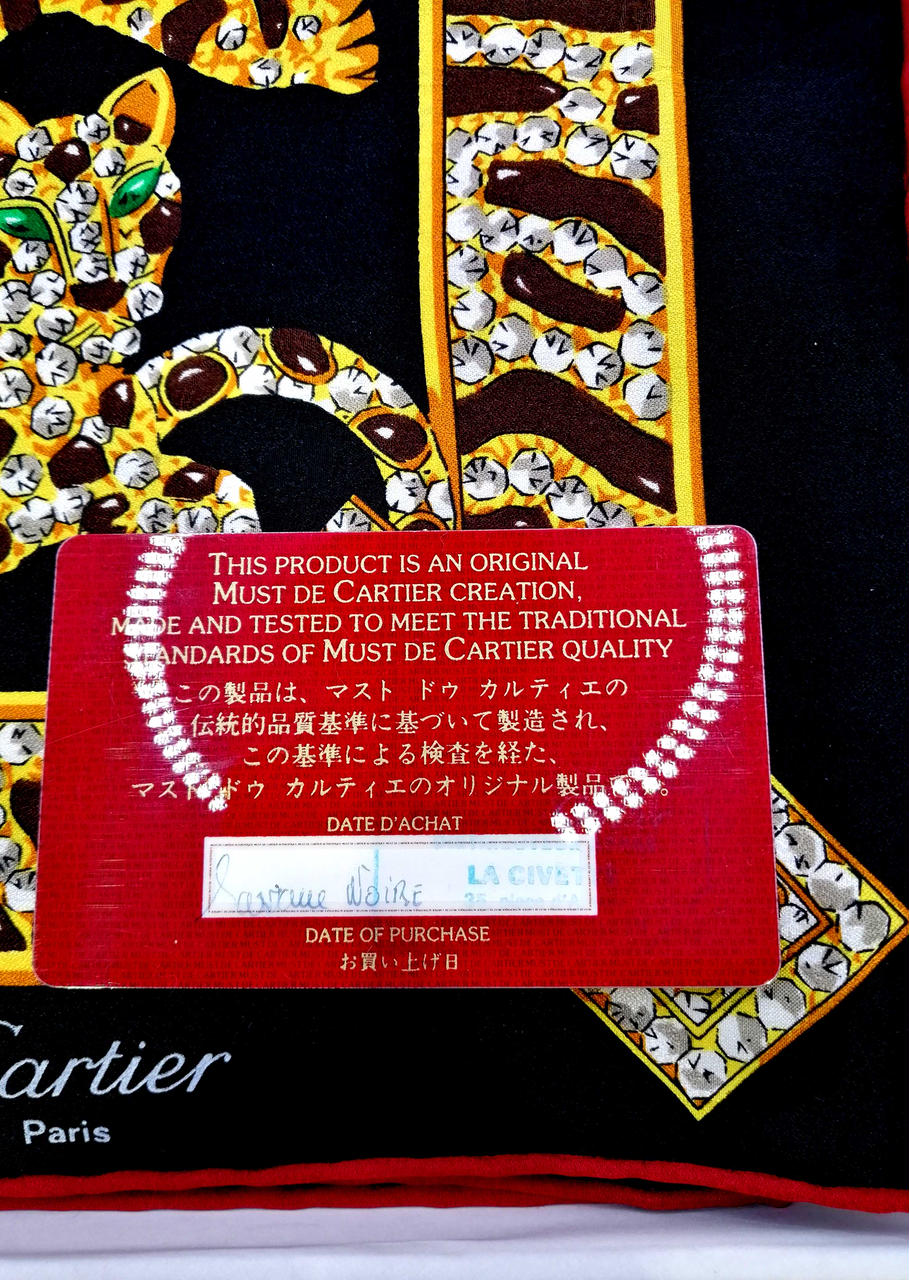 THIS PRODUCT IS AN ORIGINAL
MUST DE CARTIER CREATION,
MADE AND TESTED TO MEET THE TRADITIONAL
STANDARDS OF MUST DE CARTIER QUALITY
この製品は、マスト ドゥ カルティエの
伝統的品質基準に基づいて製造され、
この基準による検査を経た、
マスト ドゥ カルティエのオリジナル製品です。
DATE D'ACHAT
NOIRE
LA CIVET
DATE OF PURCHASE
お買い上げ日
Cartier
Paris